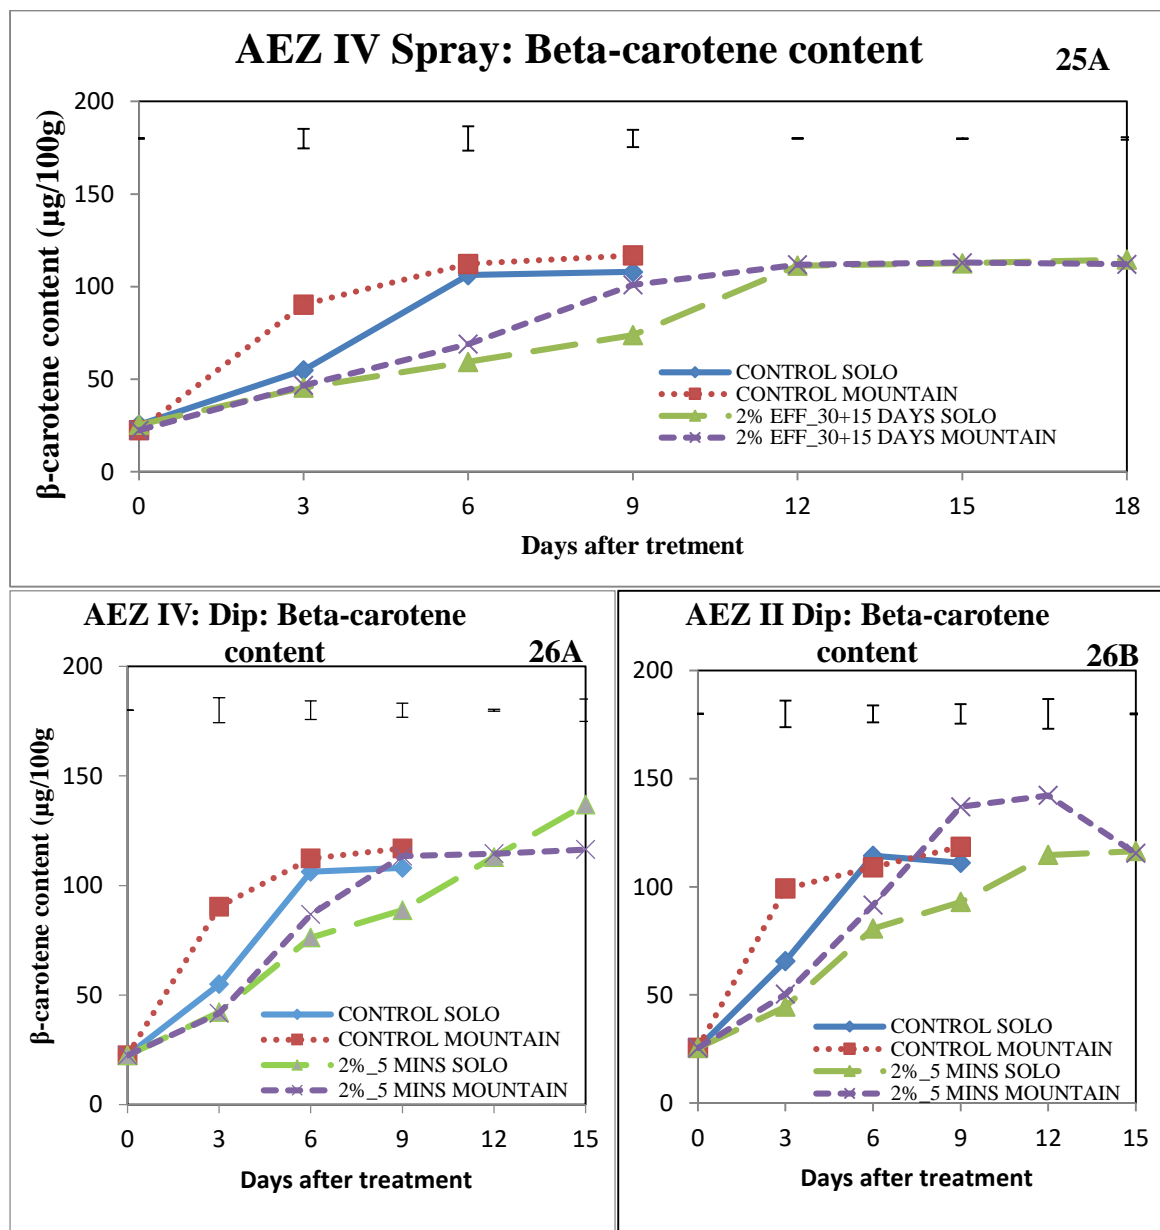 AEZ IV Spray: Beta-carotene content
25A
β-carotene content (µg/100g)
200
150
100
50
0
0 3 6 9 12 15 18
CONTROL SOLO
CONTROL MOUNTAIN
2% EFF_30+15 DAYS SOLO
2% EFF_30+15 DAYS MOUNTAIN
Days after tretment
AEZ IV: Dip: Beta-carotene
content 26A
β-carotene content (µg/100g
200
150
100
50
0
0 3 6 9 12 15
CONTROL SOLO
CONTROL MOUNTAIN
2%_5 MINS SOLO
2%_5 MINS MOUNTAIN
Days after treatment
AEZ II Dip: Beta-carotene
content 26B
200
150
100
50
0
0 3 6 9 12 15
CONTROL SOLO
CONTROL MOUNTAIN
2%_5 MINS SOLO
2%_5 MINS MOUNTAIN
Days after treatment